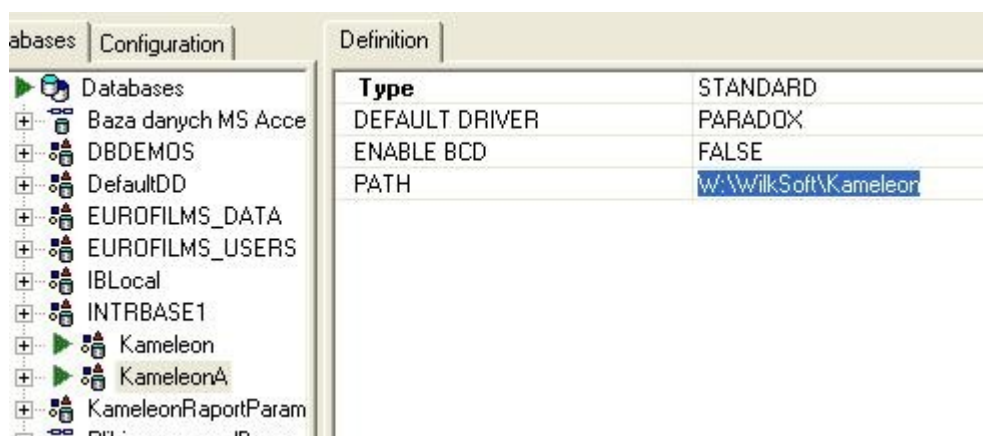 abases Configuration Definition
Databases
Baza danych MS Acce
DBDEMOS
DefaultDD
EUROFILMS_DATA
EUROFILMS_USERS
IBLocal
INTRBASE1
Kameleon
KameleonA
KameleonRaportParam
Type STANDARD
DEFAULT DRIVER PARADOX
ENABLE BCD FALSE
PATH W:\WilkSoft\Kameleon